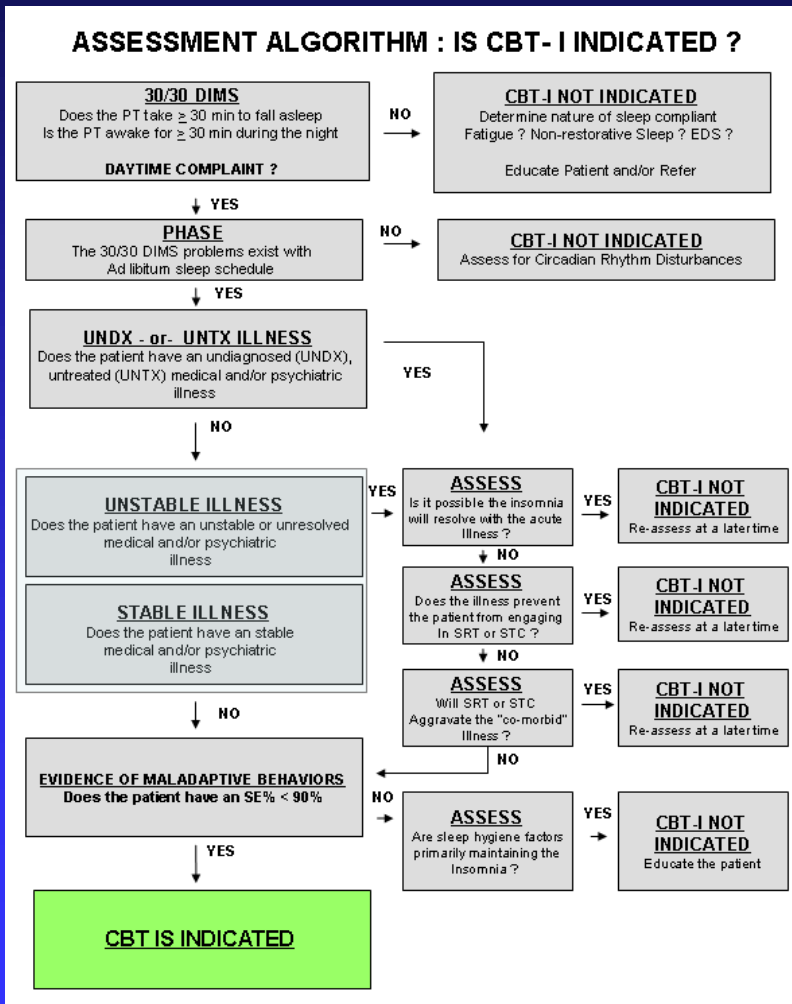 ASSESSMENT ALGORITHM : IS CBT- I INDICATED ?
30/30 DIMS
Does the PT take ≥ 30 min to fall asleep
Is the PT awake for ≥ 30 min during the night
DAYTIME COMPLAINT ?
NO
CBT-I NOT INDICATED
Determine nature of sleep compliant
Fatigue ? Non-restorative Sleep ? EDS ?
Educate Patient and/or Refer
YES
PHASE
The 30/30 DIMS problems exist with
Ad libitum sleep schedule
NO
CBT-I NOT INDICATED
Assess for Circadian Rhythm Disturbances
YES
UNDX - or- UNTX ILLNESS
Does the patient have an undiagnosed (UNDX),
untreated (UNTX) medical and/or psychiatric
illness
YES
NO
UNSTABLE ILLNESS
Does the patient have an unstable or unresolved
medical and/or psychiatric
illness
YES
ASSESS
Is it possible the insomnia
will resolve with the acute
Illness ?
YES
CBT-I NOT
INDICATED
Re-assess at a later time
NO
STABLE ILLNESS
Does the patient have an stable
medical and/or psychiatric
illness
ASSESS
Does the illness prevent
the patient from engaging
In SRT or STC ?
YES
CBT-I NOT
INDICATED
Re-assess at a later time
NO
ASSESS
Will SRT or STC
Aggravate the "co-morbid"
Illness ?
YES
CBT-I NOT
INDICATED
Re-assess at a later time
NO
NO
EVIDENCE OF MALADAPTIVE BEHAVIORS
Does the patient have an SE% < 90%
NO
ASSESS
Are sleep hygiene factors
primarily maintaining the
Insomnia ?
YES
CBT-I NOT
INDICATED
Educate the patient
YES
CBT IS INDICATED